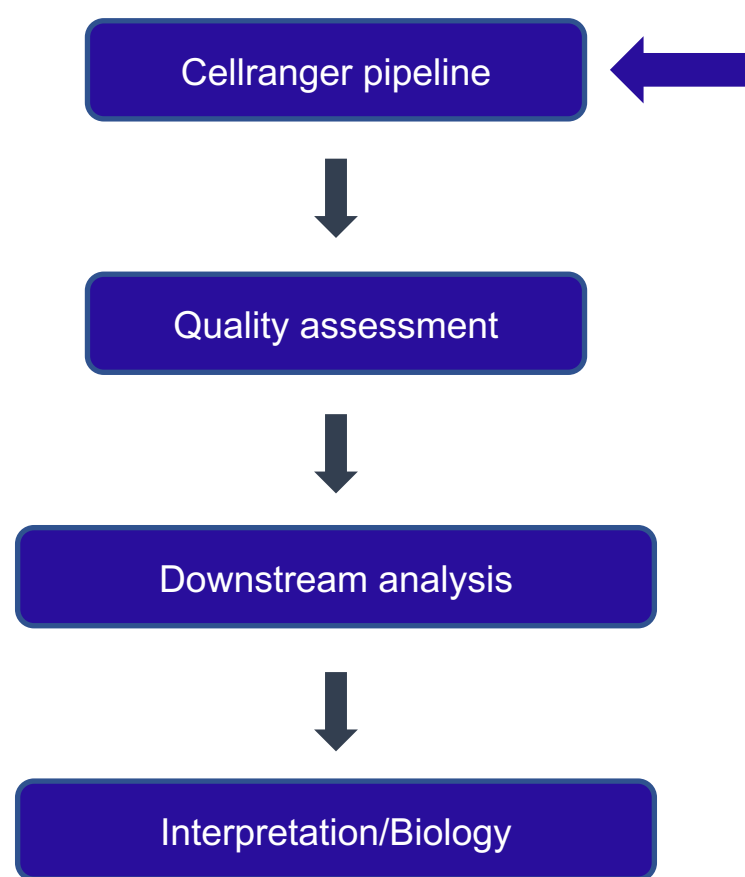 Cellranger pipeline
Quality assessment
Downstream analysis
Interpretation/Biology